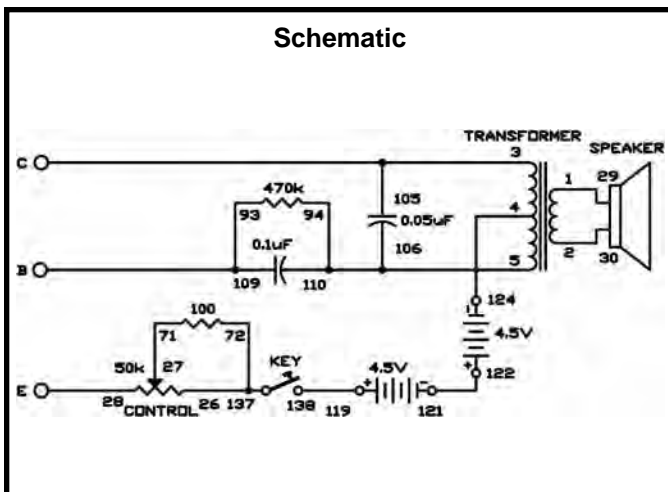 Schematic
TRANSFORMER
SPEAKER
C
3
470k
1
29
93
94
105
0.05uF
4
0.1uF
106
2
B
109
110
5
30
124
100
71
72
4.5V
50k
27
KEY
4.5V
122
E
28
26
137
138
119
121
CONTROL